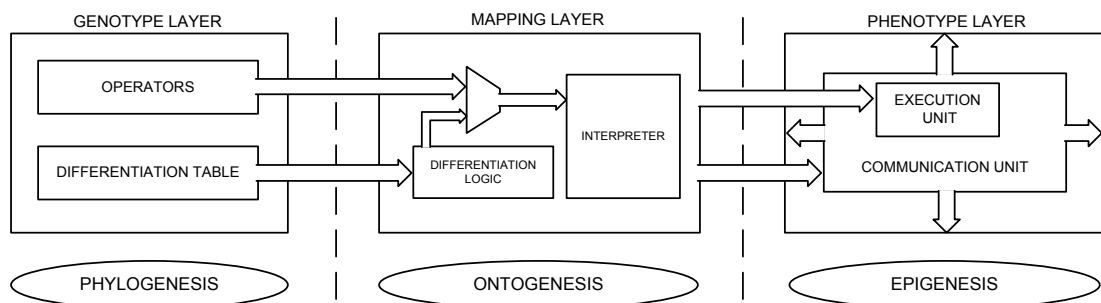 GENOTYPE LAYER
MAPPING LAYER
PHENOTYPE LAYER
OPERATORS
DIFFERENTIATION TABLE
DIFFERENTIATION
LOGIC
INTERPRETER
EXECUTION
UNIT
COMMUNICATION UNIT
PHYLOGENESIS
ONTOGENESIS
EPIGENESIS